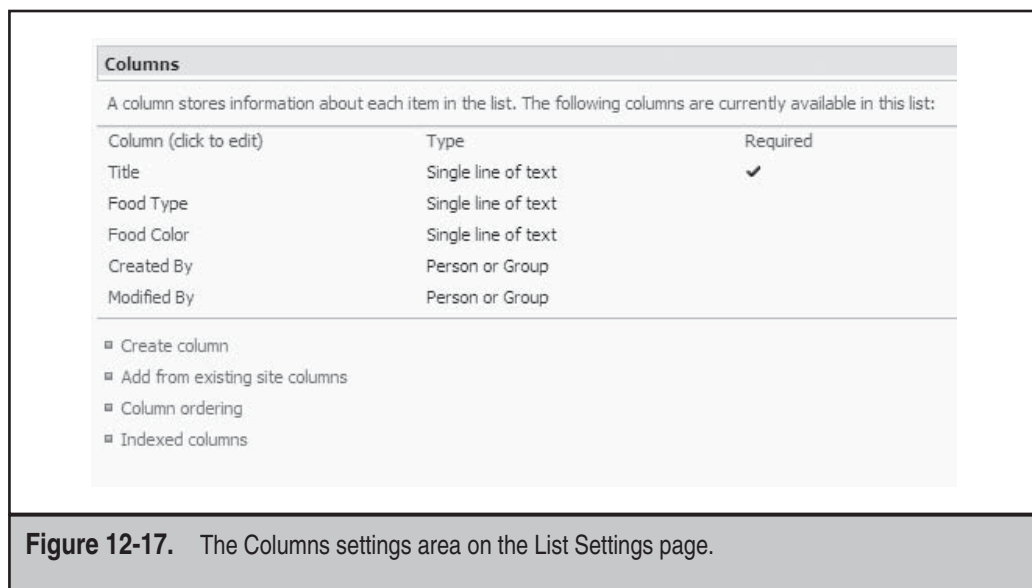 Columns
A column stores information about each item in the list. The following columns are currently available in this list:
Column (click to edit) Type Required
Title Single line of text ✔
Food Type Single line of text
Food Color Single line of text
Created By Person or Group
Modified By Person or Group
Create column
Add from existing site columns
Column ordering
Indexed columns
Figure 12-17. The Columns settings area on the List Settings page.